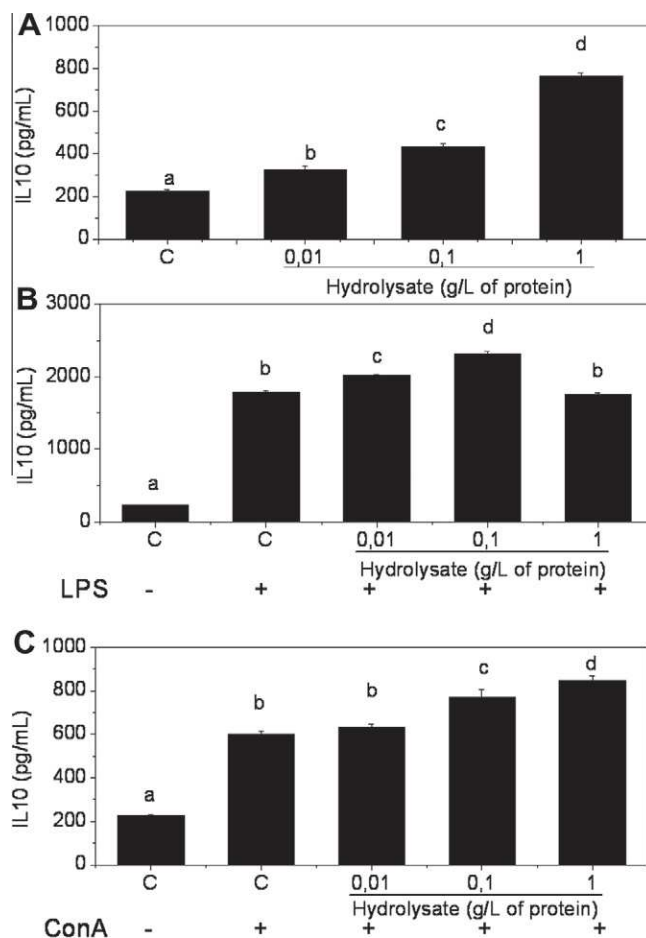 A
1000
800
600
400
200
0
IL10 (pg/mL)
a
b
c
d
C
0,01
0,1
1
Hydrolysate (g/L of protein)
B
3000
2000
1000
0
IL10 (pg/mL)
a
b
c
d
b
C
C
0,01
0,1
1
Hydrolysate (g/L of protein)
LPS - + + + +
C
1000
800
600
400
200
0
IL10 (pg/mL)
a
b
b
c
d
C
C
0,01
0,1
1
Hydrolysate (g/L of protein)
ConA - + + + +